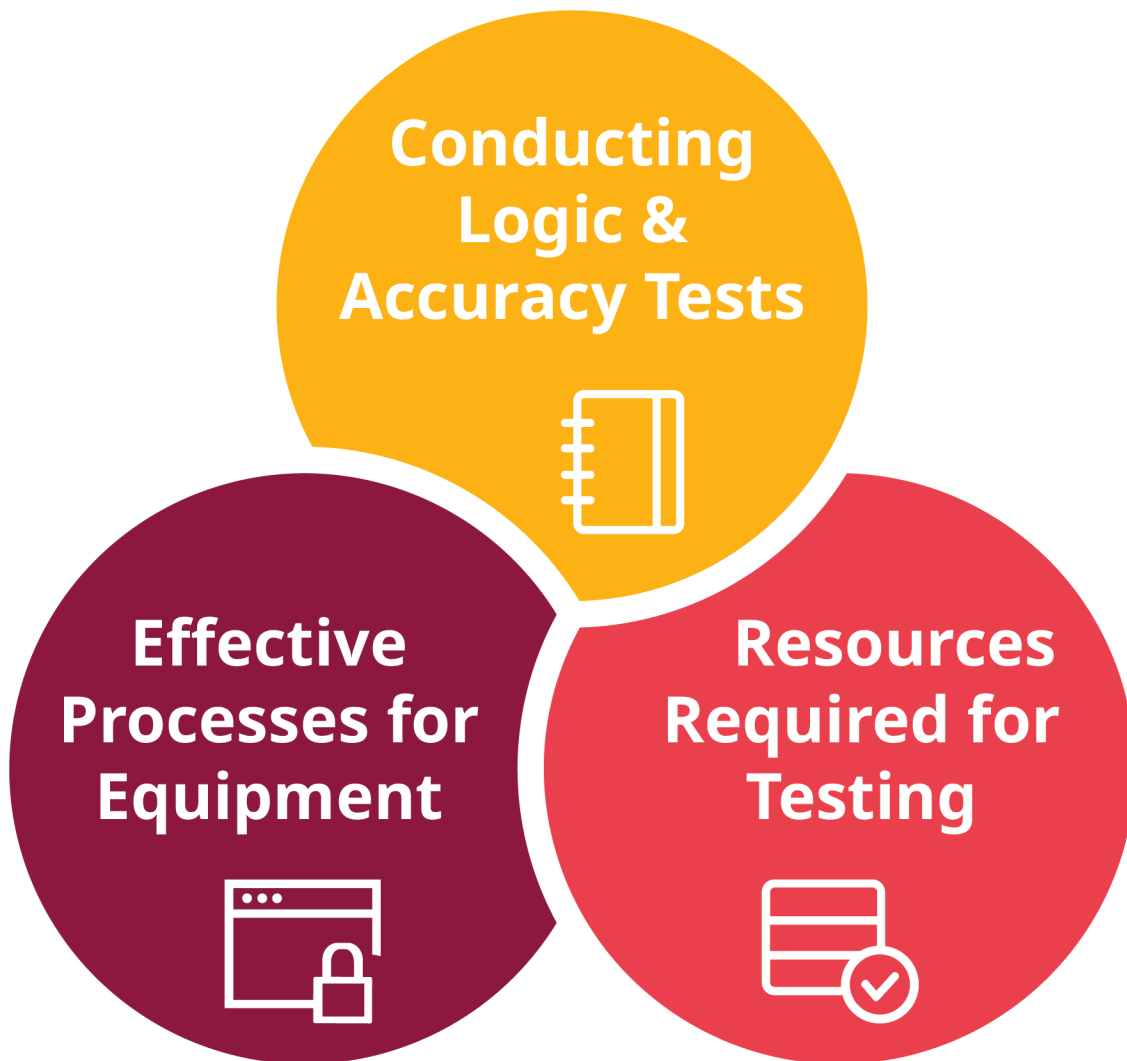 Conducting
Logic &
Accuracy Tests
Effective
Processes for
Equipment
Resources
Required for
Testing